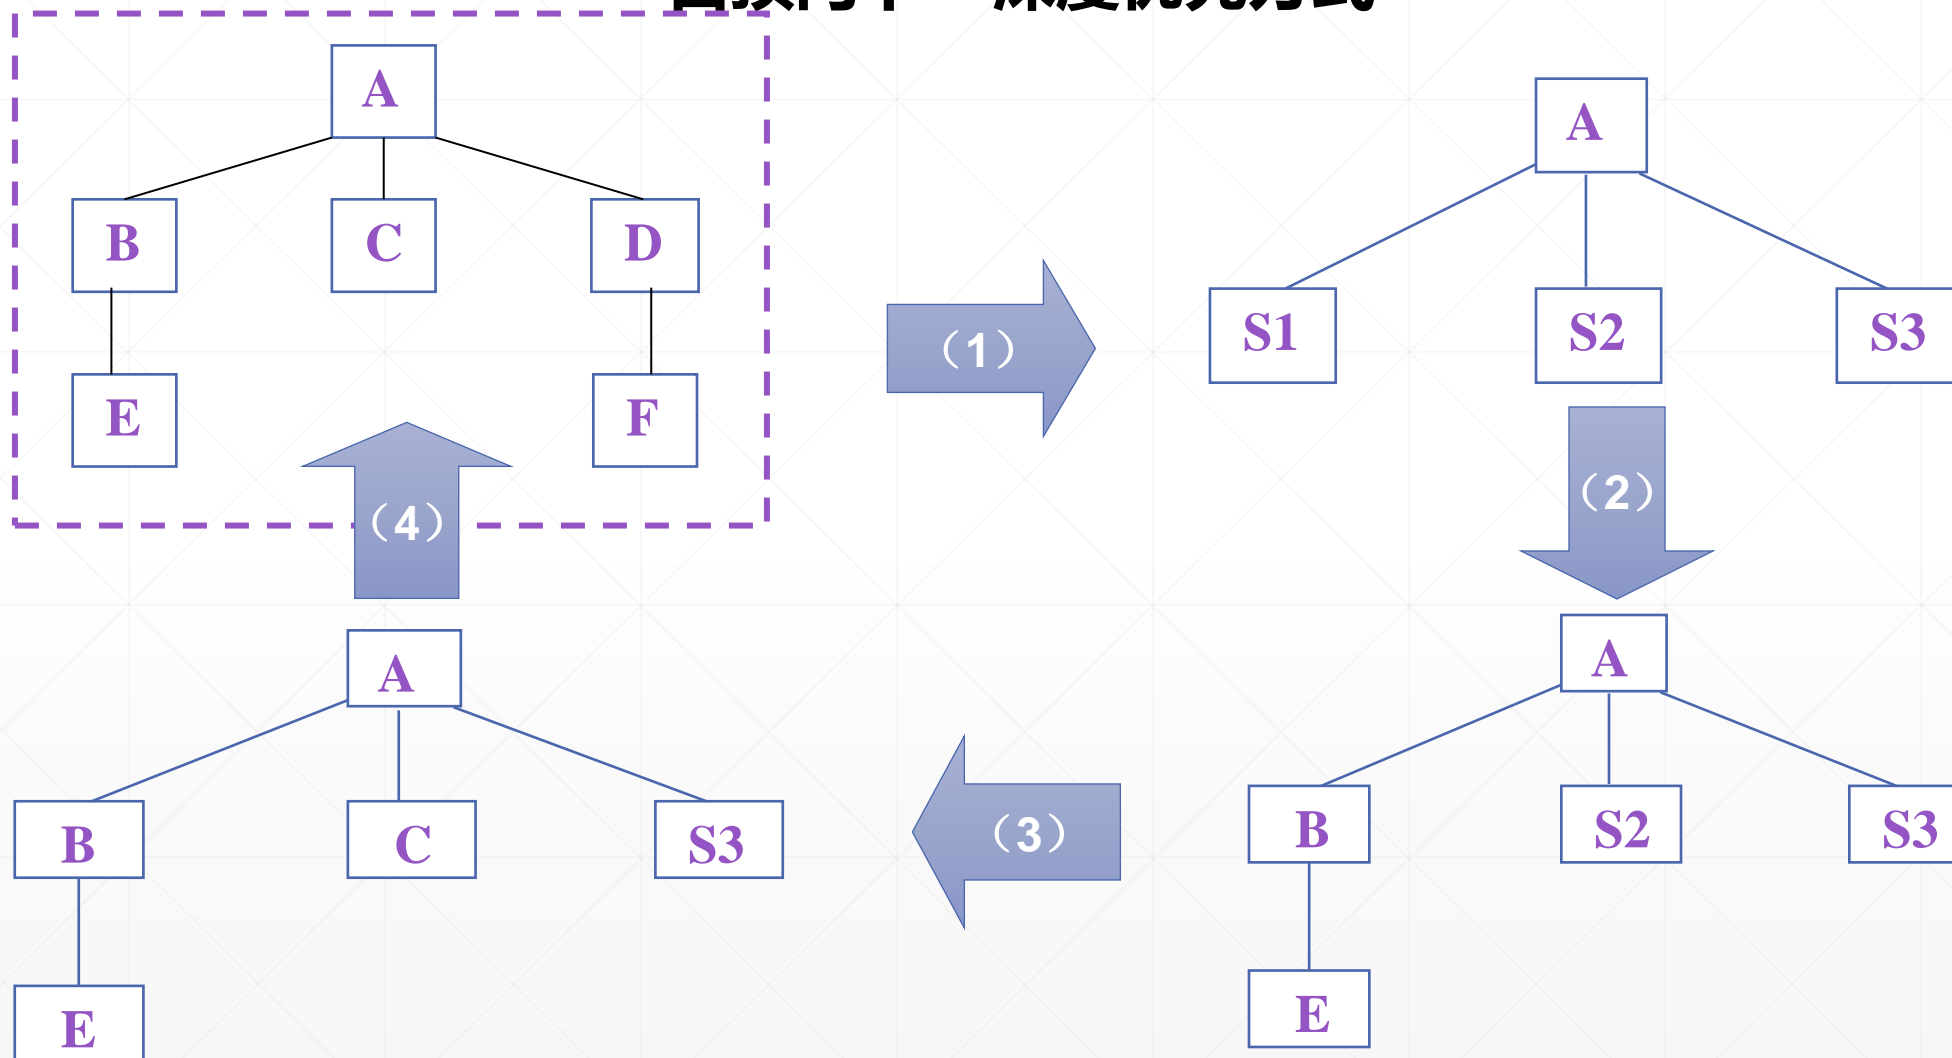 A
B C D
E F
（1）
A
S1 S2 S3
（2）
A
B S2 S3
E
（3）
A
B C S3
E
（4）